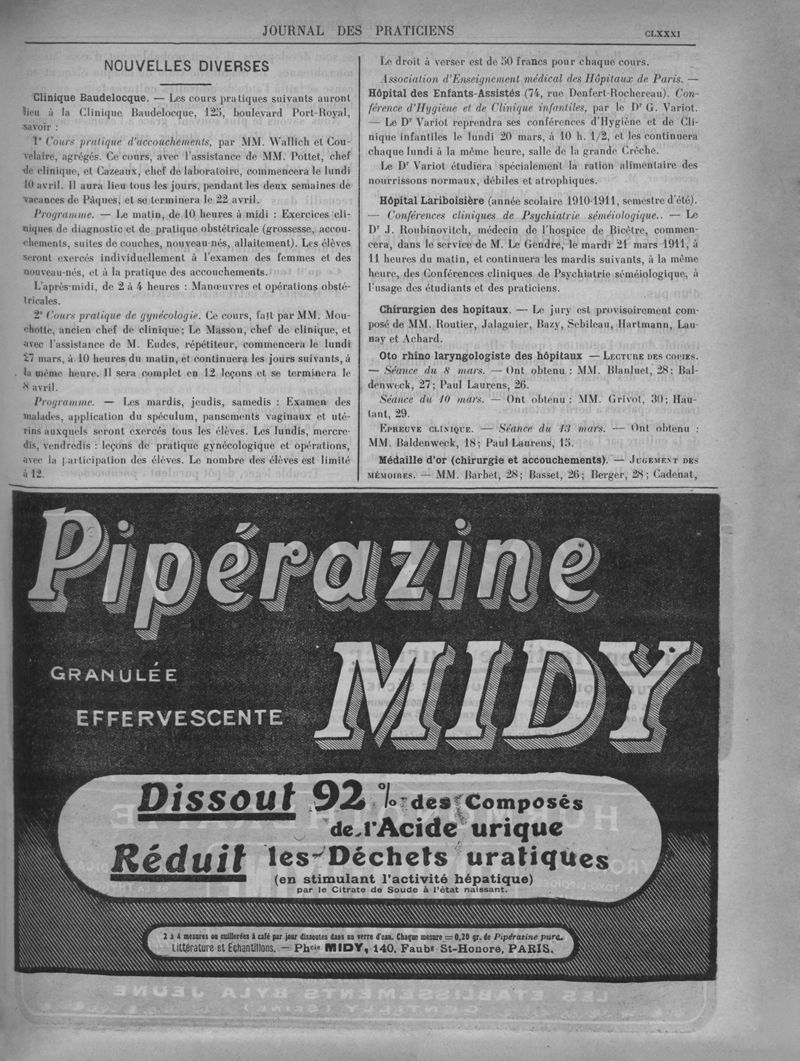 JOURNAL DES PRATICIENS
CLXXXI
NOUVELLES DIVERSES
Clinique Baudelocque. — Les cours pratiques suivants auront
lieu à la Clinique Baudelocque, 125, boulevard Port-Royal,
savoir :
1° Cours pratique d'accouchements, par MM. Wallich et Cou-
velaire, agrégés. Ce cours, avec l'assistance de MM. Pottet, chef
de clinique, et Cazeaux, chef de laboratoire, commencera le lundi
10 avril. Il aura lieu tous les jours, pendant les deux semaines de
vacances de Pâques, et se terminera le 22 avril.
Programme. — Le matin, de 10 heures à midi : Exercices cli-
niques de diagnostic et de pratique obstétricale (grossesse, accou-
chements, suites de couches, nouveau-nés, allaitement). Les élèves
seront exercés individuellement à l'examen des femmes et des
nouveau-nés, et à la pratique des accouchements.
L'après-midi, de 2 à 4 heures : Manœuvres et opérations obsté-
tricales.
2° Cours pratique de gynécologie. Ce cours, fait par MM. Mou-
chotte, ancien chef de clinique; Le Masson, chef de clinique, et
avec l'assistance de M. Eudes, répétiteur, commencera le lundi
27 mars, à 10 heures du matin, et continuera les jours suivants, à
la même heure. Il sera complet en 12 leçons et se terminera le
8 avril.
Programme. — Les mardis, jeudis, samedis : Examen des
malades, application du spéculum, pansements vaginaux et uté-
rins auxquels seront exercés tous les élèves. Les lundis, mercre-
dis, vendredis : leçons de pratique gynécologique et opérations,
avec la participation des élèves. Le nombre des élèves est limité
à 12.
Le droit à verser est de 50 francs pour chaque cours.
Association d'Enseignement médical des Hôpitaux de Paris. —
Hôpital des Enfants-Assistés (74, rue Denfert-Rochereau). Con-
férence d'Hygiène et de Clinique infantiles, par le Dr G. Variot.
— Le Dr Variot reprendra ses conférences d'Hygiène et de Cli-
nique infantiles le lundi 20 mars, à 10 h. 1/2, et les continuera
chaque lundi à la même heure, salle de la grande Crèche.
Le Dr Variot étudiera spécialement la ration alimentaire des
nourrissons normaux, débiles et atrophiques.
Hôpital Lariboisière (année scolaire 1910-1911, semestre d'été).
— Conférences cliniques de Psychiatrie séméiologique.. — Le
Dr J. Roubinovitch, médecin de l'hospice de Bicêtre, commen-
cera, dans le service de M. Le Gendre, le mardi 21 mars 1911, à
11 heures du matin, et continuera les mardis suivants, à la même
heure, des Conférences cliniques de Psychiatrie séméiologique, à
l'usage des étudiants et des praticiens.
Chirurgien des hopitaux. — Le jury est provisoirement com-
posé de MM. Routier, Jalaguier, Bazy, Sebileau, Hartmann, Lau-
nay et Achard.
Oto rhino laryngologiste des hôpitaux — LECTURE DES COPIES.
— Séance du 8 mars. — Ont obtenu : MM. Blanluet, 28; Bal-
denweck, 27; Paul Laurens, 26.
Séance du 10 mars. — Ont obtenu : MM. Grivot, 30; Hau-
tant, 29.
EPREUVE CLINIQUE. — Séance du 13 mars. — Ont obtenu :
MM. Baldenweck, 18; Paul Laurens, 15.
Médaille d'or (chirurgie et accouchements). — JUGEMENT DES
MÉMOIRES. — MM. Barbet, 28; Basset, 26; Berger, 28; Cadenat,
Pipérazine
MIDY
GRANULÉE
EFFERVESCENTE
Dissout 92 % des Composés
de l'Acide urique
Réduit les Déchets uratiques
(en stimulant l'activité hépatique)
par le Citrate de Soude à l'état naissant.
2 à 4 mesures ou cuillerées à café par jour dissoutes dans un verre d'eau. Chaque mesure = 0,20 gr. de Pipérazine pure.
Littérature et Echantillons. — Phcie MIDY, 140, Faubg St-Honoré, PARIS.